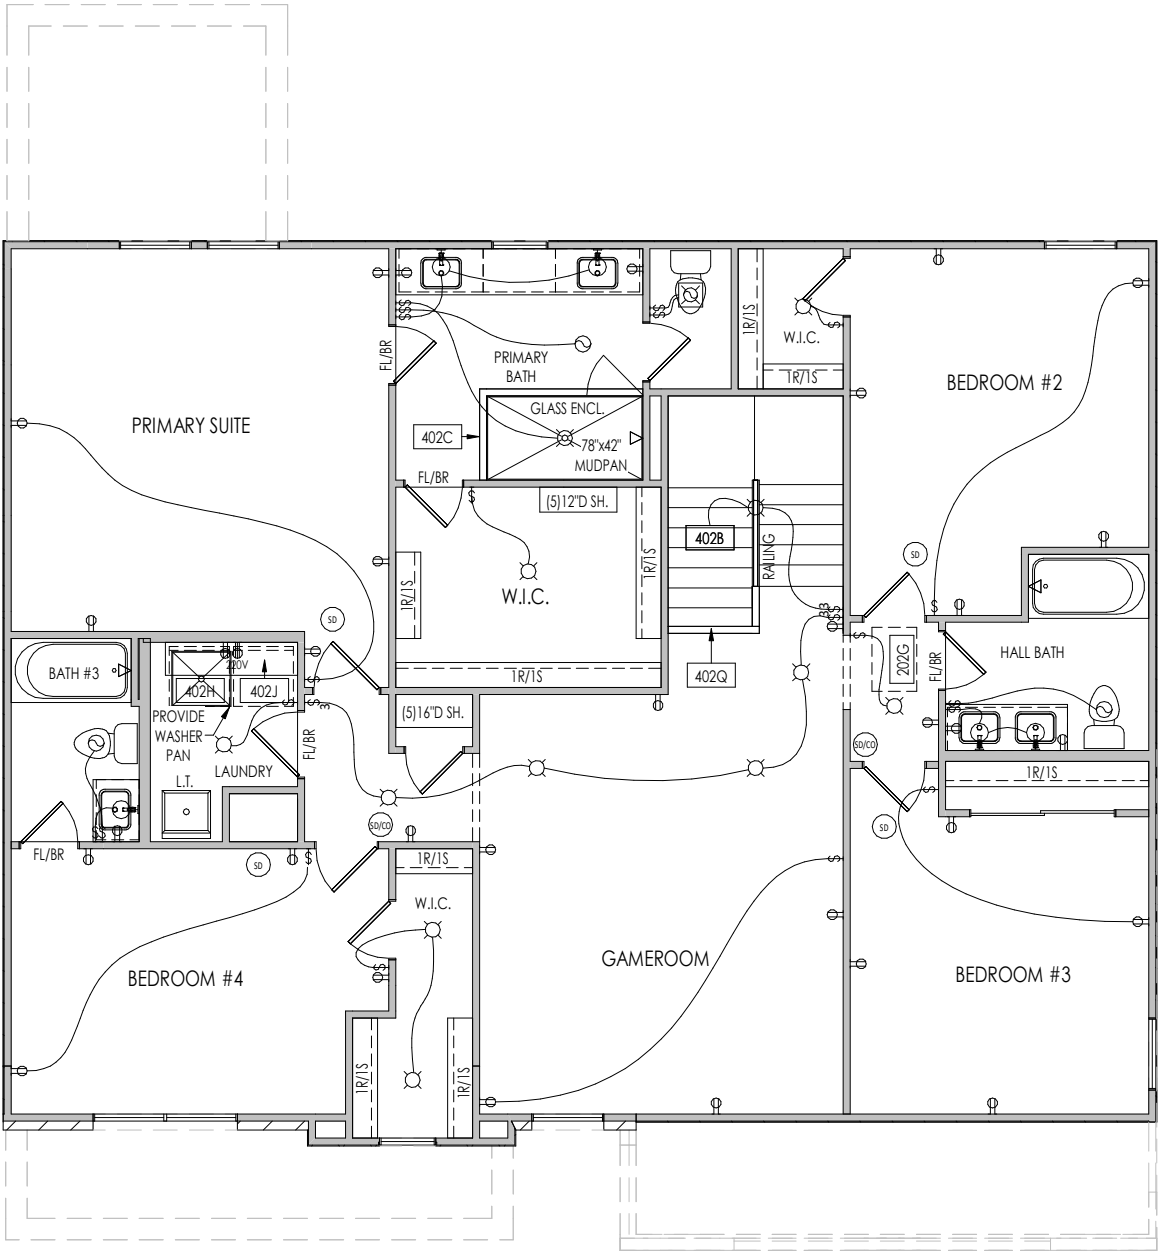 FL/BR
PRIMARY
BATH
1R/1S
W.I.C.
1R/1S
BEDROOM #2
PRIMARY SUITE
GLASS ENCL.
402C
78"x42"
MUDPAN
FL/BR
(5)12"D SH.
402B
RAILING
1R/1S
1R/1S
W.I.C.
SD
SD
BATH #3
220V
402H
402J
1R/1S
402Q
202G
FL/BR
HALL BATH
PROVIDE
WASHER
PAN
(5)16"D SH.
3
3
3
$
$
FL/BR
LAUNDRY
L.T.
SD/CO
1R/1S
SD/CO
SD
FL/BR
SD
1R/1S
W.I.C.
GAMEROOM
BEDROOM #4
BEDROOM #3
1R/1S
1R/1S